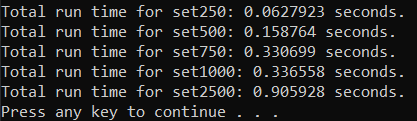 Total run time for set250: 0.0627923 seconds.
Total run time for set500: 0.158764 seconds.
Total run time for set750: 0.330699 seconds.
Total run time for set1000: 0.336558 seconds.
Total run time for set2500: 0.905928 seconds.
Press any key to continue . . .